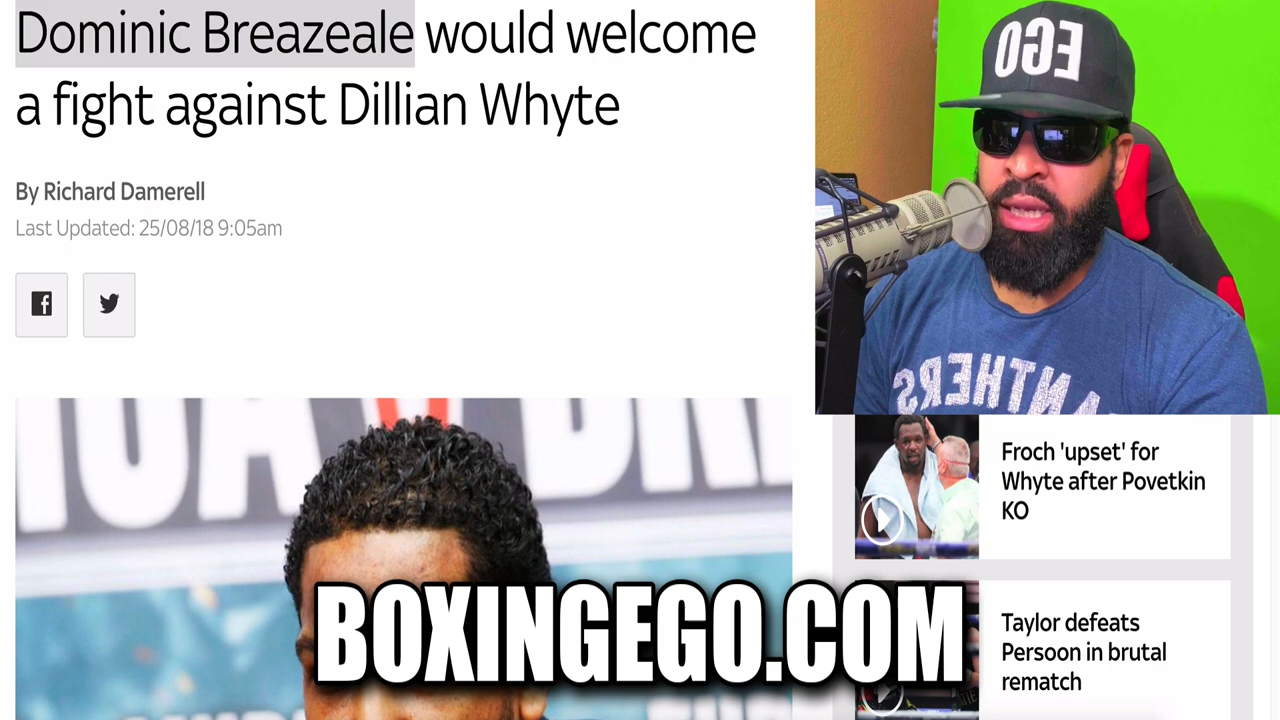 Dominic Breazeale would welcome
a fight against Dillian Whyte
By Richard Damerell
Last Updated: 25/08/18 9:05am
EGO
PANTHERS
Froch 'upset' for
Whyte after Povetkin
KO
Taylor defeats
Persoon in brutal
rematch
BOXINGEGO.COM